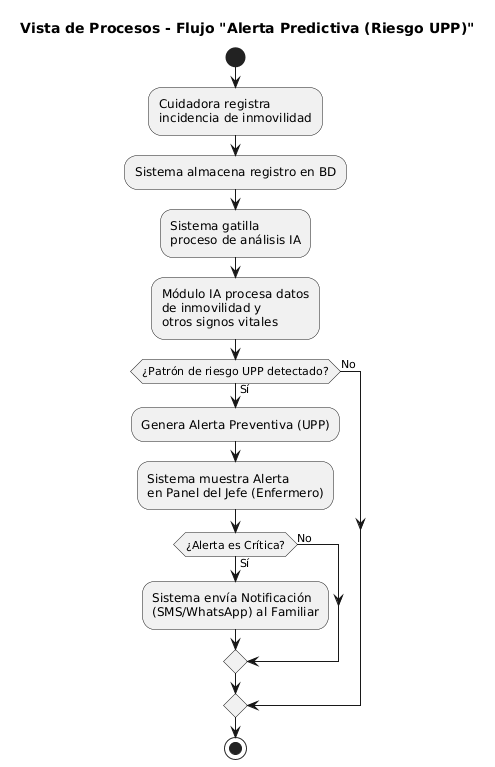 Vista de Procesos - Flujo "Alerta Predictiva (Riesgo UPP)"
Cuidadora registra
incidencia de inmovilidad
Sistema almacena registro en BD
Sistema gatilla
proceso de análisis IA
Módulo IA procesa datos
de inmovilidad y
otros signos vitales
¿Patrón de riesgo UPP detectado?
No
Sí
Genera Alerta Preventiva (UPP)
Sistema muestra Alerta
en Panel del Jefe (Enfermero)
¿Alerta es Crítica?
No
Sí
Sistema envía Notificación
(SMS/WhatsApp) al Familiar